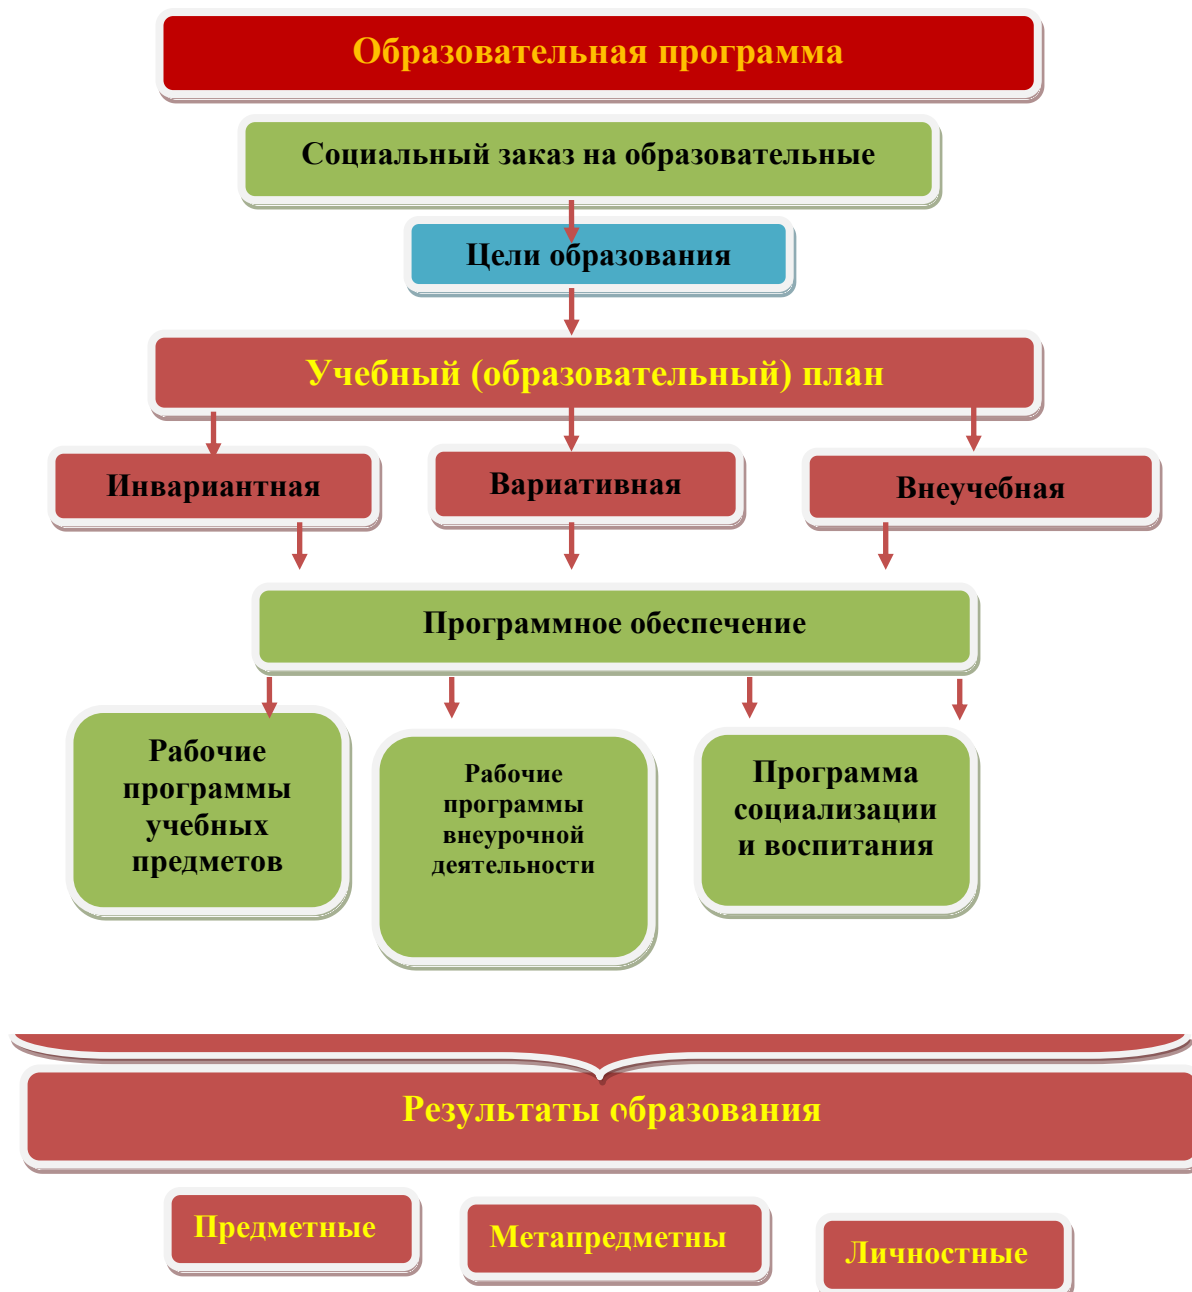 Образовательная программа
Социальный заказ на образовательные
Цели образования
Учебный (образовательный) план
Инвариантная
Вариативная
Внеучебная
Программное обеспечение
Рабочие
программы
учебных
предметов
Рабочие
программы
внеурочной
деятельности
Программа
социализации
и воспитания
Результаты образования
Предметные
Метапредметны
Личностные